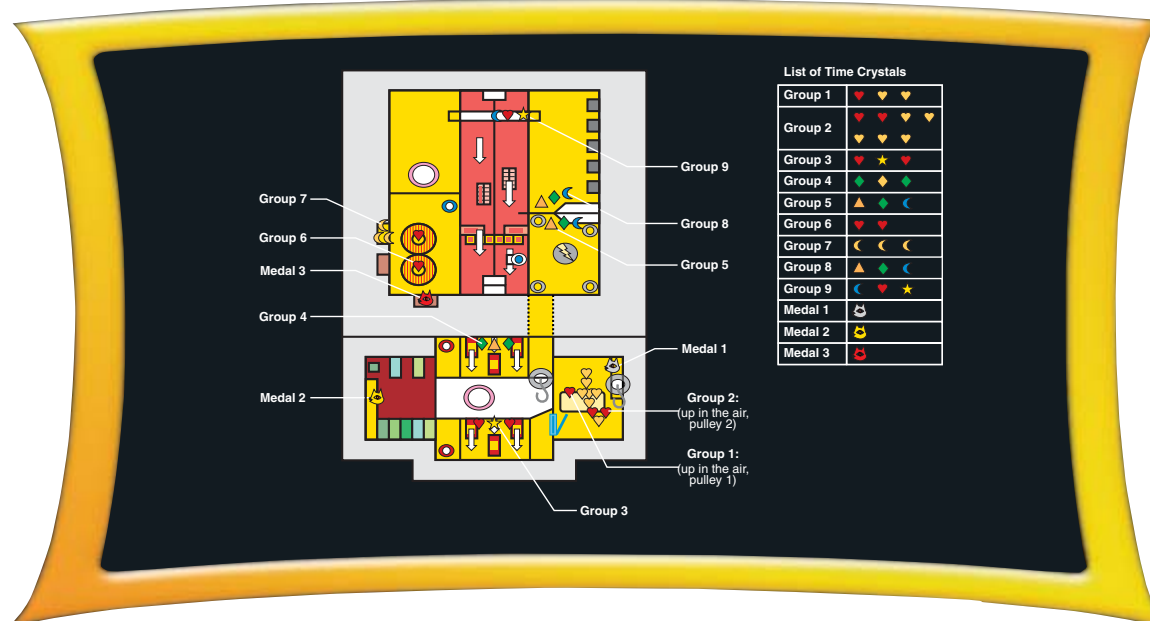 List of Time Crystals
Group 1
Group 2
Group 3
Group 4
Group 5
Group 6
Group 7
Group 8
Group 9
Medal 1
Medal 2
Medal 3
Group 7
Group 6
Medal 3
Group 4
Medal 2
Group 9
Group 8
Group 5
Medal 1
Group 2:
(up in the air,
pulley 2)
Group 1:
(up in the air,
pulley 1)
Group 3